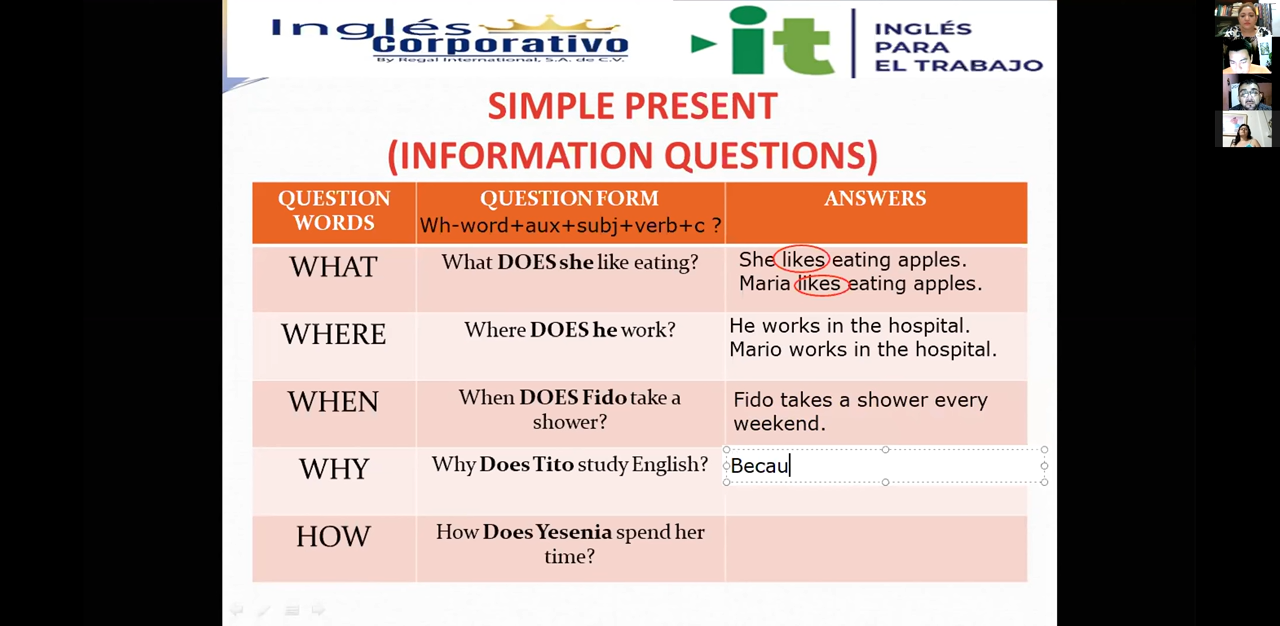 Inglés
Corporativo
By Regal International, S.A. de C.V.
it
INGLÉS
PARA
EL TRABAJO
SIMPLE PRESENT
(INFORMATION QUESTIONS)
QUESTION
WORDS
QUESTION FORM
Wh-word+aux+subj+verb+c ?
ANSWERS
WHAT
What DOES she like eating?
She likes eating apples.
Maria likes eating apples.
WHERE
Where DOES he work?
He works in the hospital.
Mario works in the hospital.
WHEN
When DOES Fido take a
shower?
Fido takes a shower every
weekend.
WHY
Why Does Tito study English?
Becau
HOW
How Does Yesenia spend her
time?